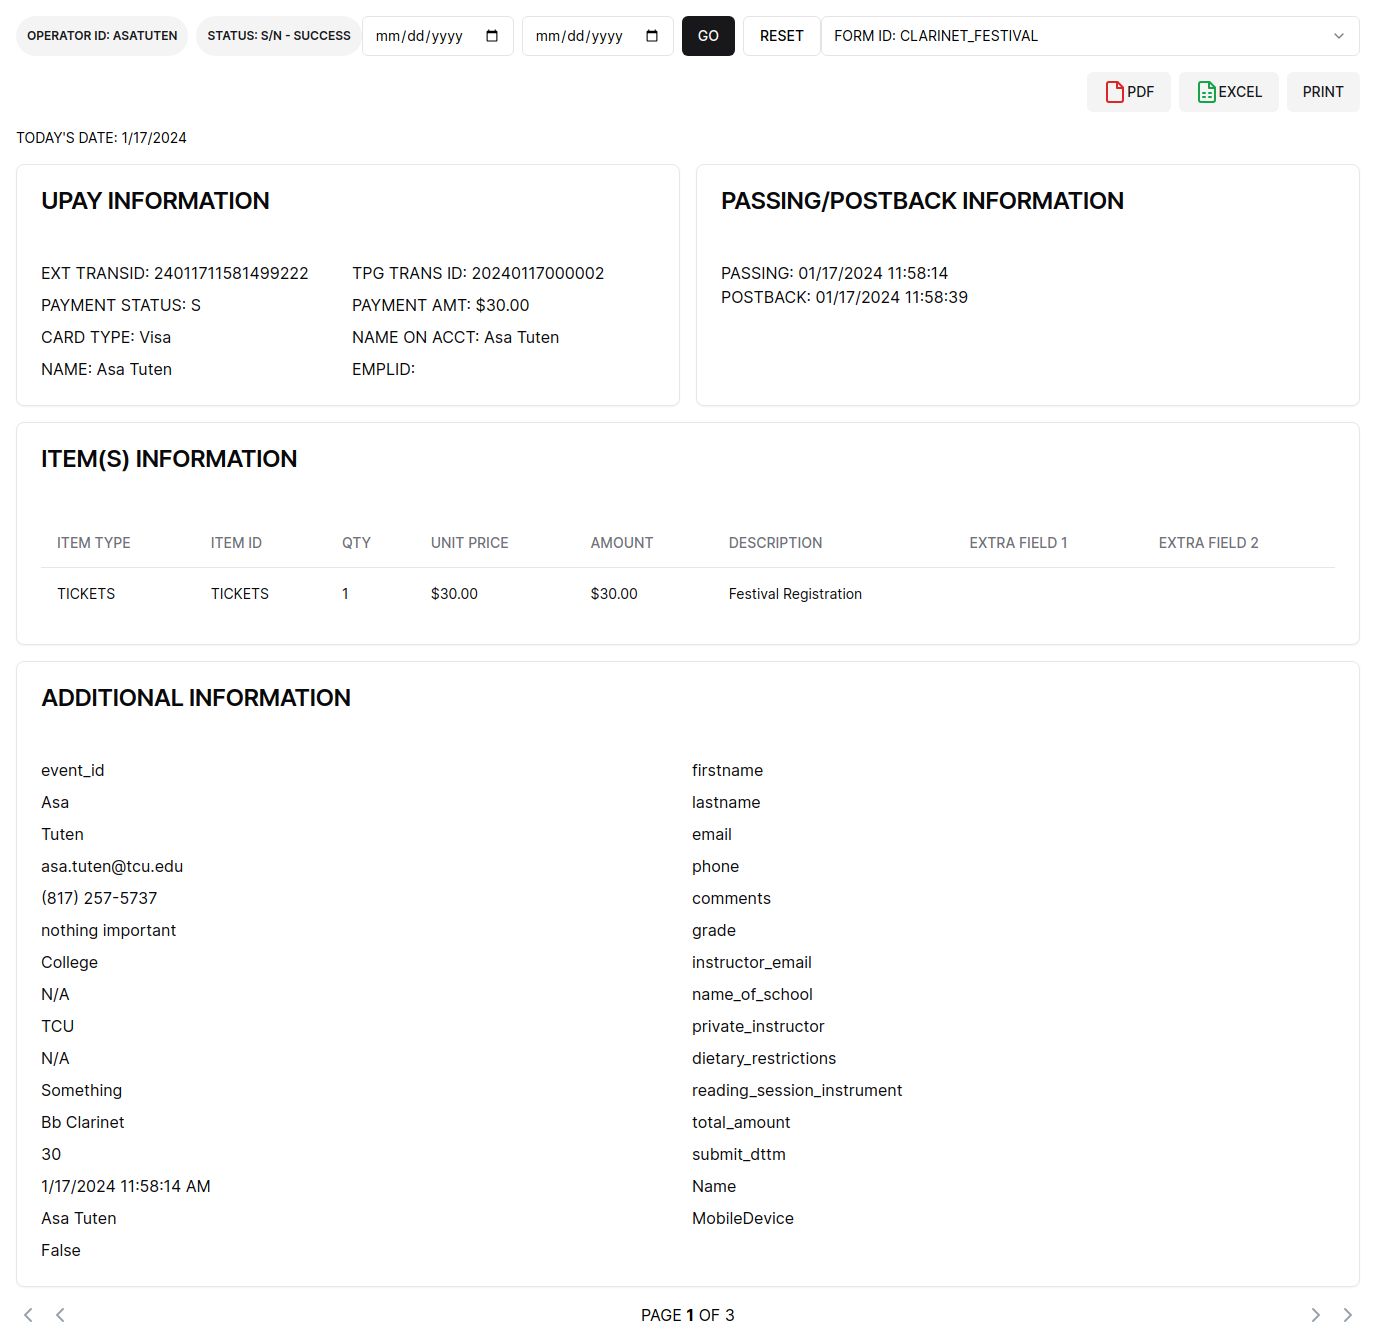 OPERATOR ID: ASATUTEN STATUS: S/N - SUCCESS mm/dd/yyyy mm/dd/yyyy GO RESET FORM ID: CLARINET_FESTIVAL
PDF EXCEL PRINT
TODAY'S DATE: 1/17/2024
UPAY INFORMATION
EXT TRANSID: 24011711581499222 TPG TRANS ID: 20240117000002
PAYMENT STATUS: S PAYMENT AMT: $30.00
CARD TYPE: Visa NAME ON ACCT: Asa Tuten
NAME: Asa Tuten EMPLID:
PASSING/POSTBACK INFORMATION
PASSING: 01/17/2024 11:58:14
POSTBACK: 01/17/2024 11:58:39
ITEM(S) INFORMATION
ITEM TYPE ITEM ID QTY UNIT PRICE AMOUNT DESCRIPTION EXTRA FIELD 1 EXTRA FIELD 2
TICKETS TICKETS 1 $30.00 $30.00 Festival Registration
ADDITIONAL INFORMATION
event_id firstname
Asa lastname
Tuten email
asa.tuten@tcu.edu phone
(817) 257-5737 comments
nothing important grade
College instructor_email
N/A name_of_school
TCU private_instructor
N/A dietary_restrictions
Something reading_session_instrument
Bb Clarinet total_amount
30 submit_dttm
1/17/2024 11:58:14 AM Name
Asa Tuten MobileDevice
False
PAGE 1 OF 3